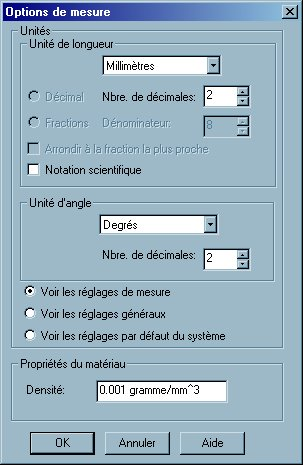 Options de mesure
Unités
Unité de longueur
Millimètres
Décimal Nbre. de décimales: 2
Fractions Dénominateur: 8
Arrondir à la fraction la plus proche
Notation scientifique
Unité d'angle
Degrés
Nbre. de décimales: 2
Voir les réglages de mesure
Voir les réglages généraux
Voir les réglages par défaut du système
Propriétés du matériau
Densité: 0.001 gramme/mm^3
OK Annuler Aide